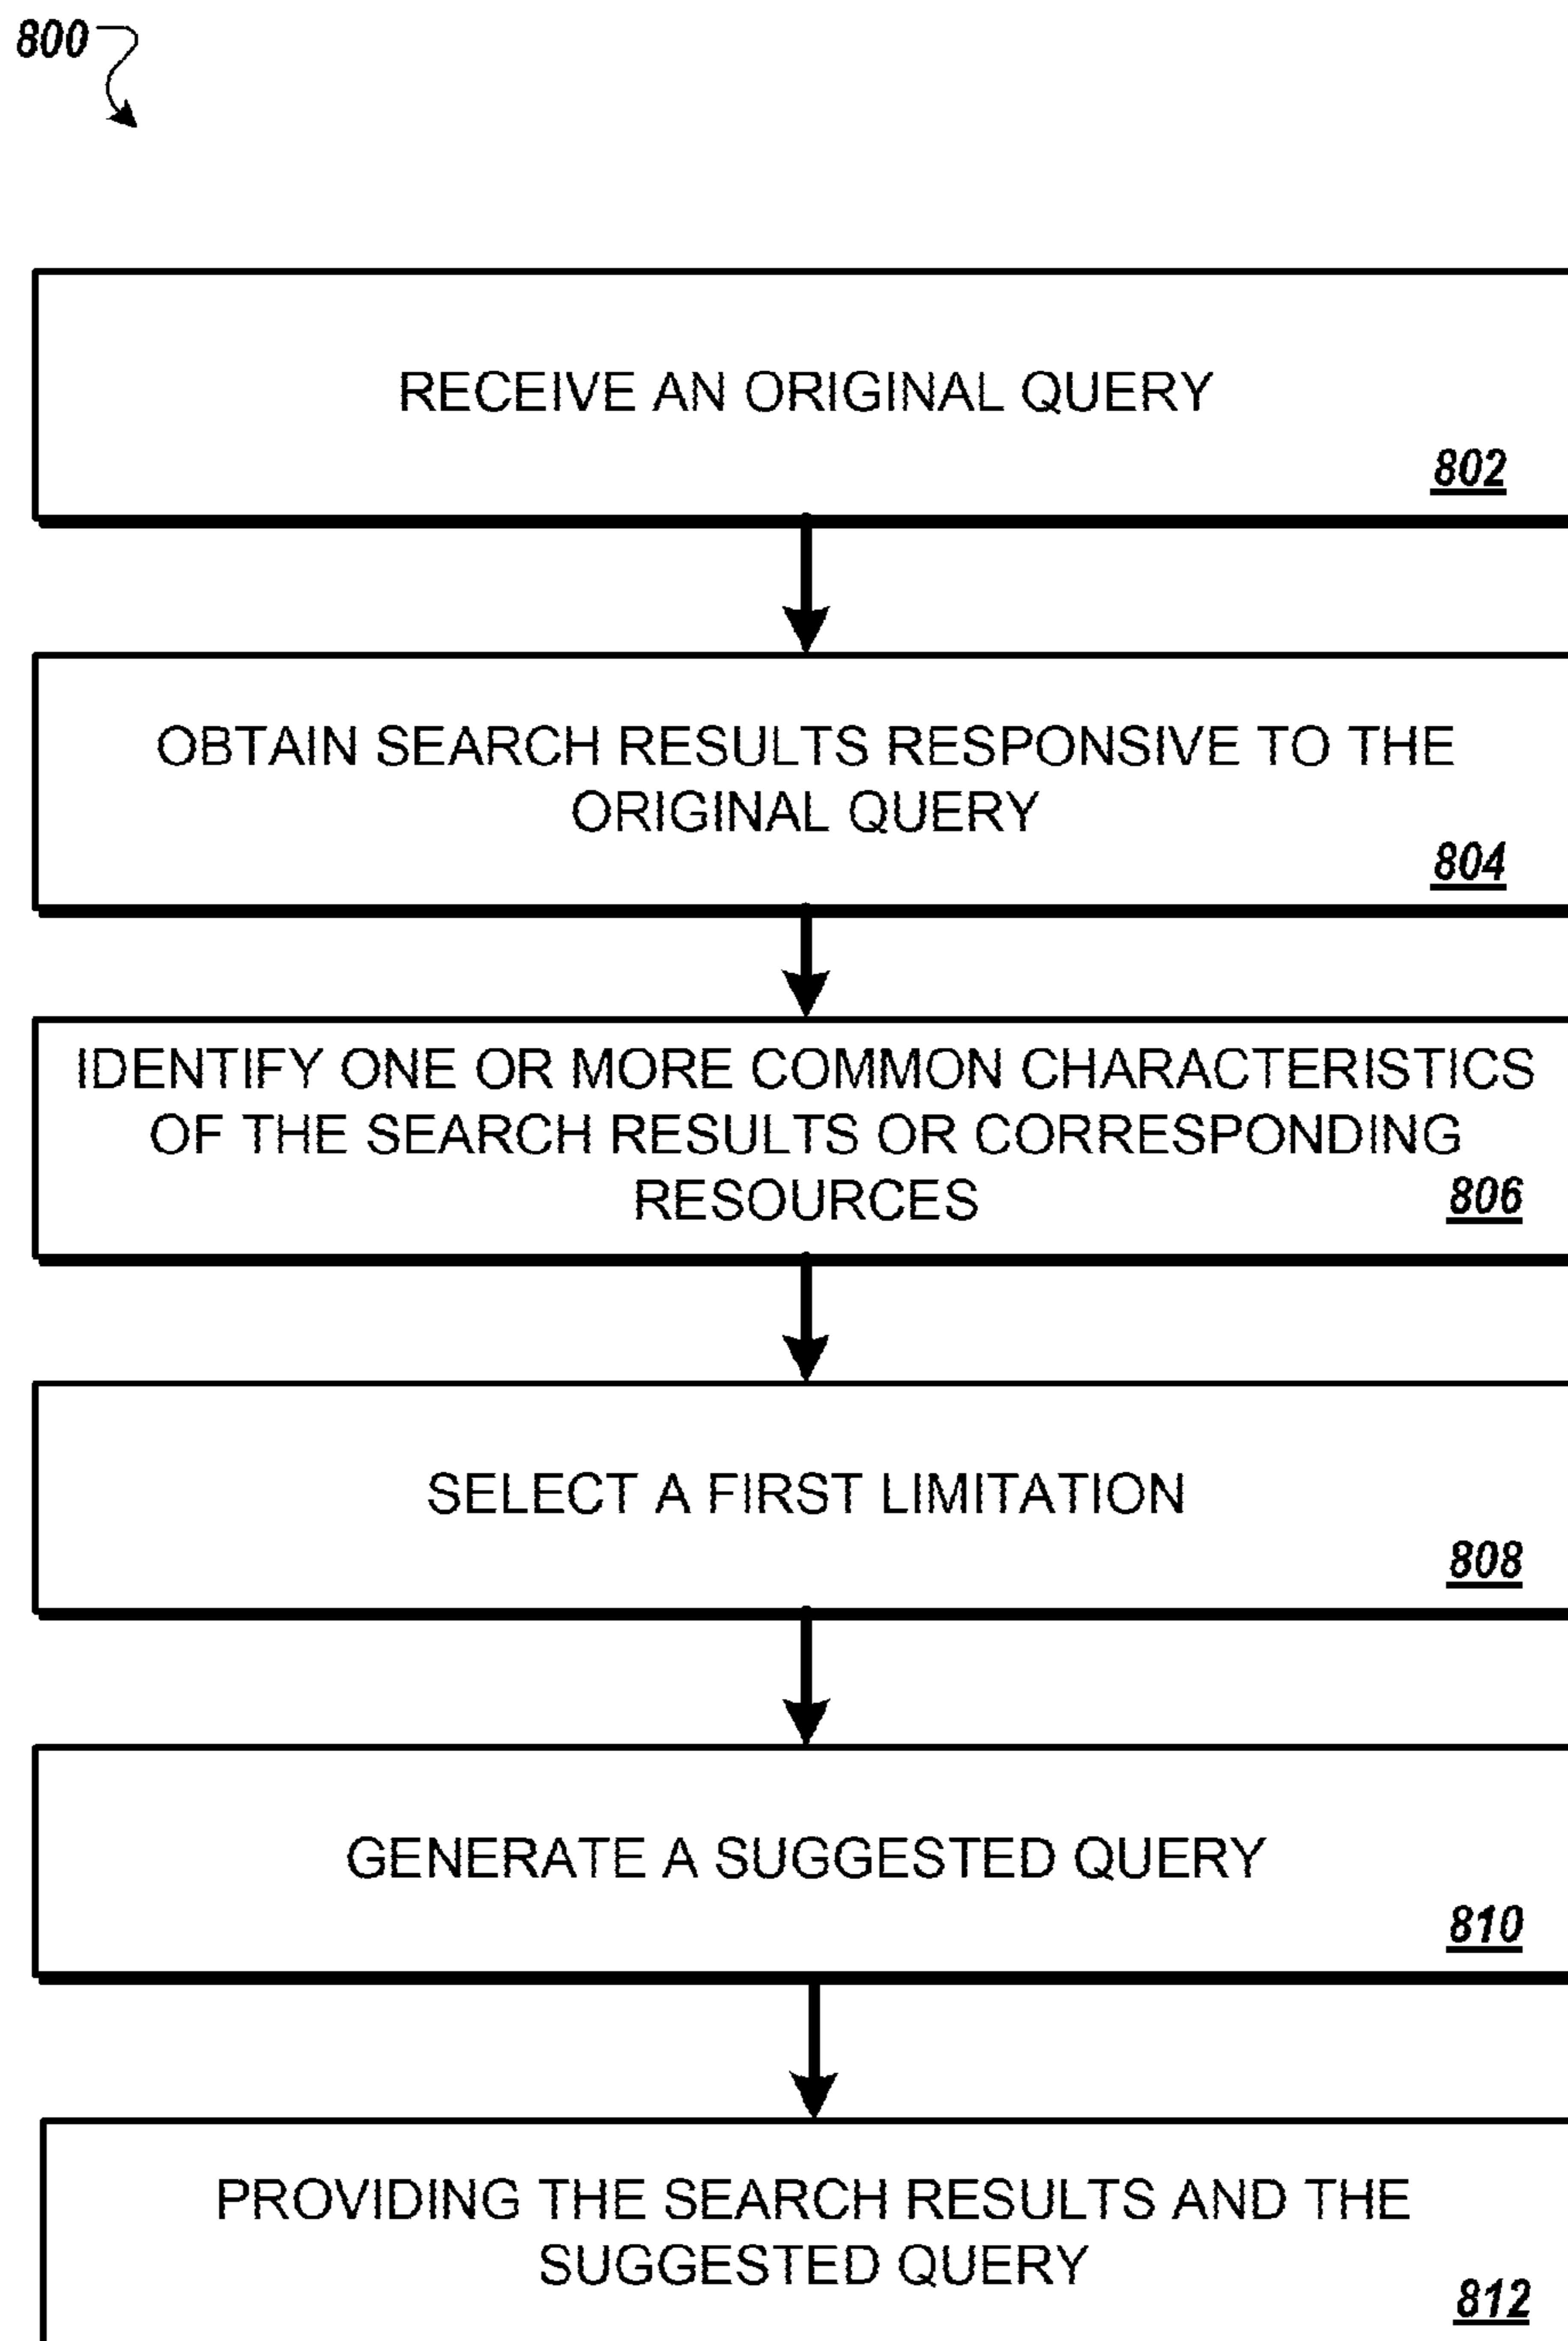 800
RECEIVE AN ORIGINAL QUERY
802
OBTAIN SEARCH RESULTS RESPONSIVE TO THE
ORIGINAL QUERY
804
IDENTIFY ONE OR MORE COMMON CHARACTERISTICS
OF THE SEARCH RESULTS OR CORRESPONDING
RESOURCES
806
SELECT A FIRST LIMITATION
808
GENERATE A SUGGESTED QUERY
810
PROVIDING THE SEARCH RESULTS AND THE
SUGGESTED QUERY
812